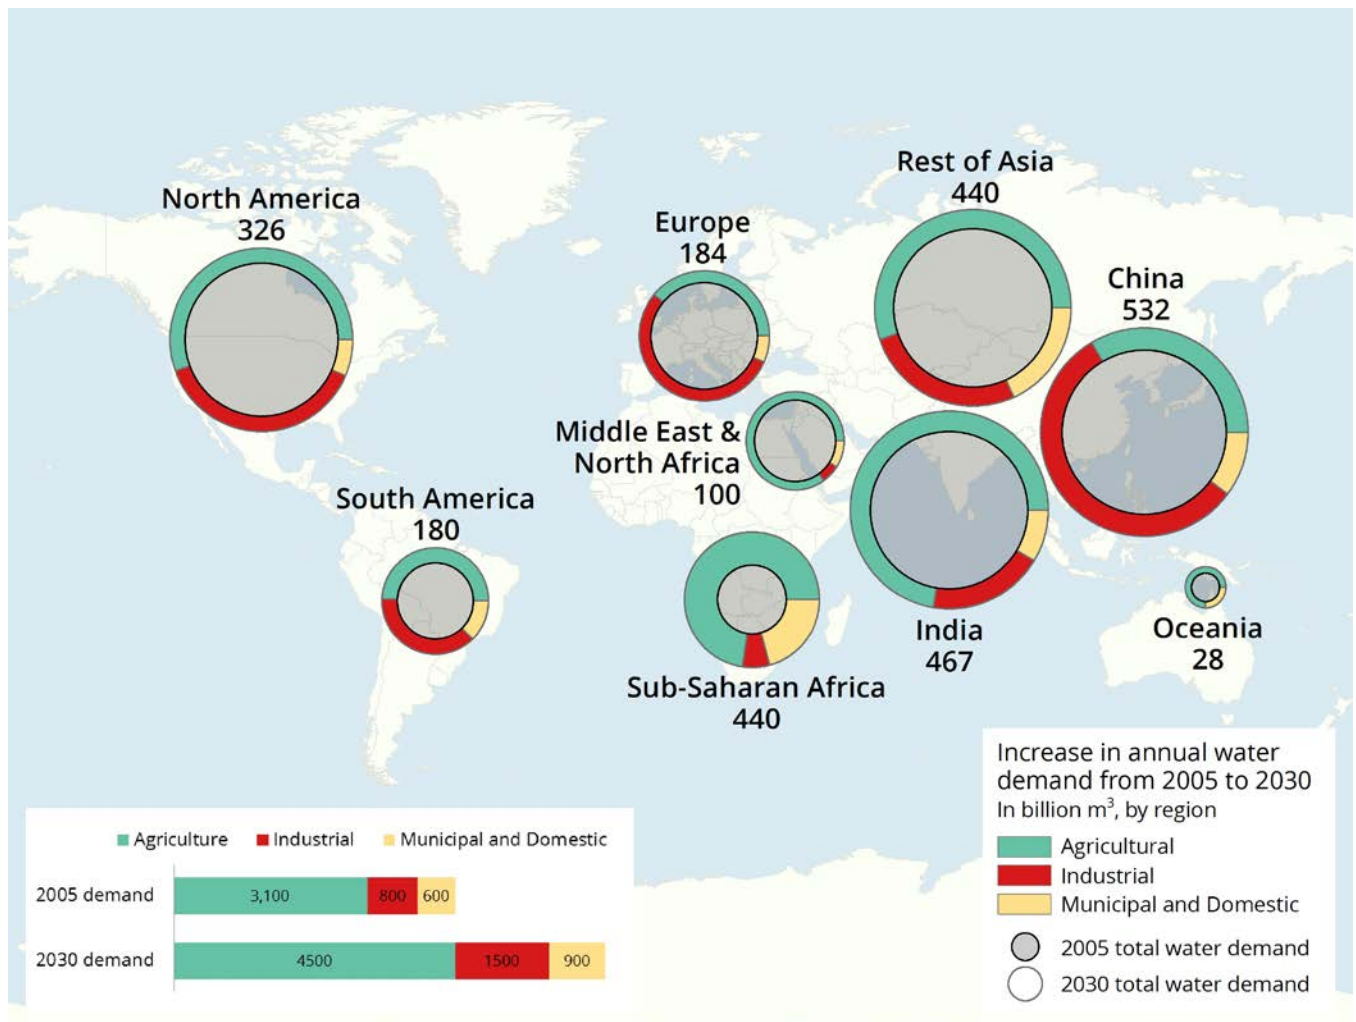 North America
326
Europe
184
Rest of Asia
440
China
532
Middle East &
North Africa
100
South America
180
Sub-Saharan Africa
440
India
467
Oceania
28
Increase in annual water
demand from 2005 to 2030
In billion m³, by region
Agricultural
Industrial
Municipal and Domestic
2005 total water demand
2030 total water demand
Agriculture Industrial Municipal and Domestic
2005 demand 3,100 800 600
2030 demand 4500 1500 900